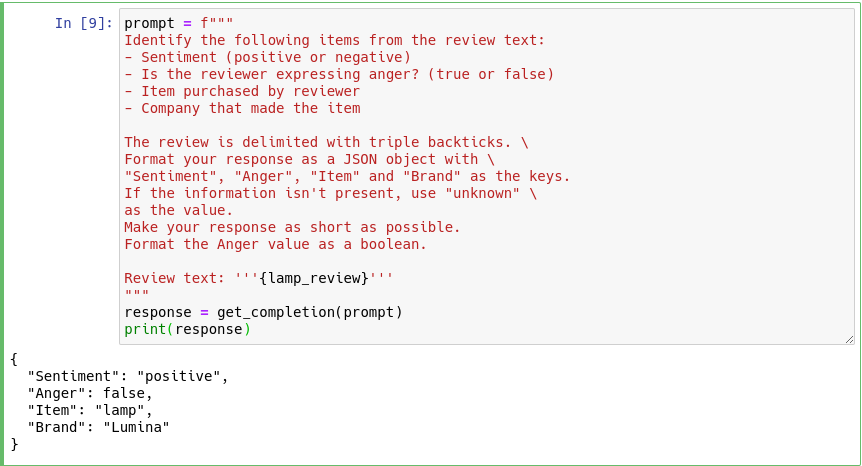 In [9]: prompt = f"""
Identify the following items from the review text:
- Sentiment (positive or negative)
- Is the reviewer expressing anger? (true or false)
- Item purchased by reviewer
- Company that made the item

The review is delimited with triple backticks. \
Format your response as a JSON object with \
"Sentiment", "Anger", "Item" and "Brand" as the keys.
If the information isn't present, use "unknown" \
as the value.
Make your response as short as possible.
Format the Anger value as a boolean.

Review text: '''{lamp_review}'''
"""
response = get_completion(prompt)
print(response)
{
  "Sentiment": "positive",
  "Anger": false,
  "Item": "lamp",
  "Brand": "Lumina"
}